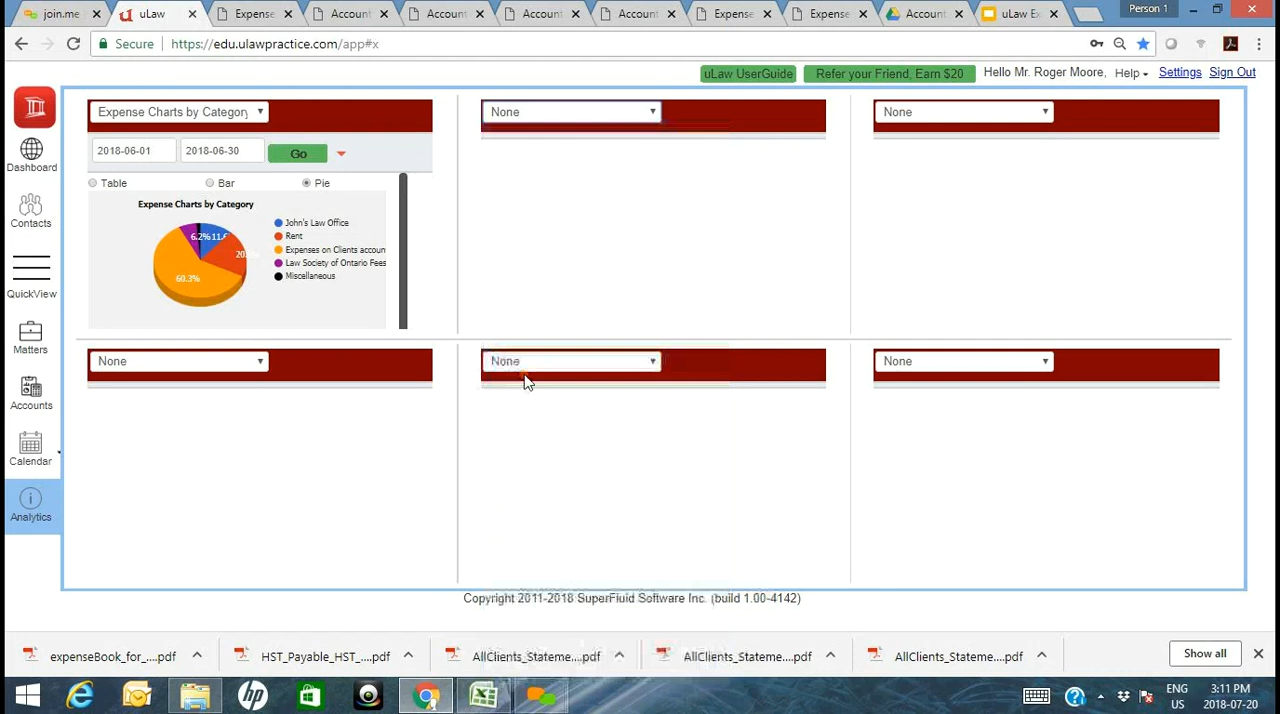 join.me
uLaw
Expense
Account
Account
Account
Account
Expense
Expense
Account
uLaw Ex
Person 1
Secure
https://edu.ulawpractice.com/app#x
uLaw UserGuide
Refer your Friend, Earn $20
Hello Mr. Roger Moore,
Help
Settings
Sign Out
Dashboard
Contacts
QuickView
Matters
Accounts
Calendar
Analytics
Expense Charts by Category
None
None
2018-06-01
2018-06-30
Go
Table
Bar
Pie
Expense Charts by Category
6.2%
60.3%
John's Law Office
Rent
Expenses on Clients accoun
Law Society of Ontario Fees
Miscellaneous
None
None
None
Copyright 2011-2018 SuperFluid Software Inc. (build 1.00-4142)
expenseBook_for_....pdf
HST_Payable_HST_....pdf
AllClients_Stateme....pdf
AllClients_Stateme....pdf
AllClients_Stateme....pdf
Show all
ENG
US
3:11 PM
2018-07-20